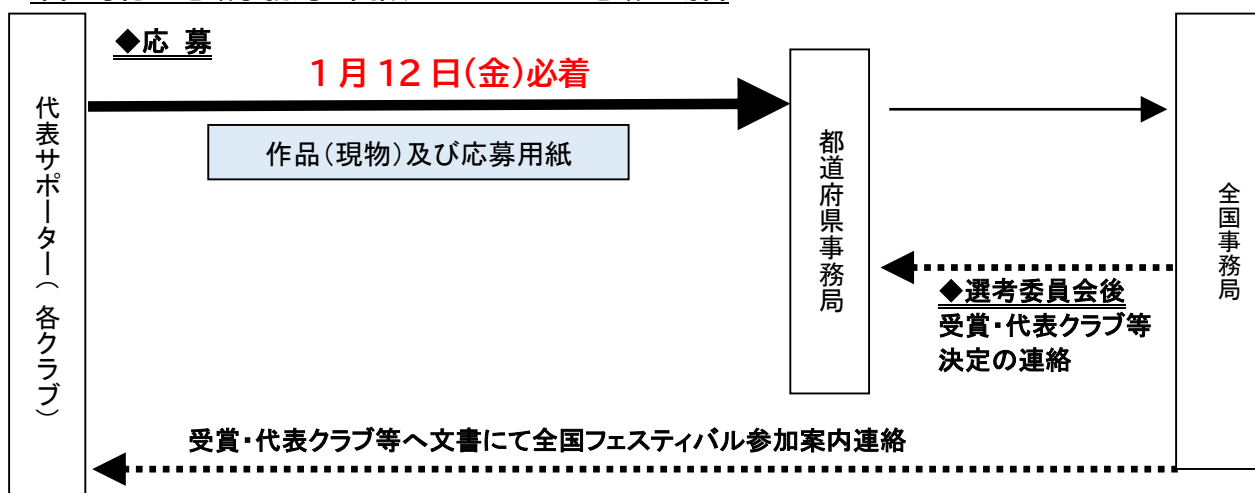 ◆応 募
1月12日(金)必着
作品(現物)及び応募用紙
代表サポーター(各クラブ)
都道府県事務局
全国事務局
◆選考委員会後
受賞・代表クラブ等
決定の連絡
受賞・代表クラブ等へ文書にて全国フェスティバル参加案内連絡